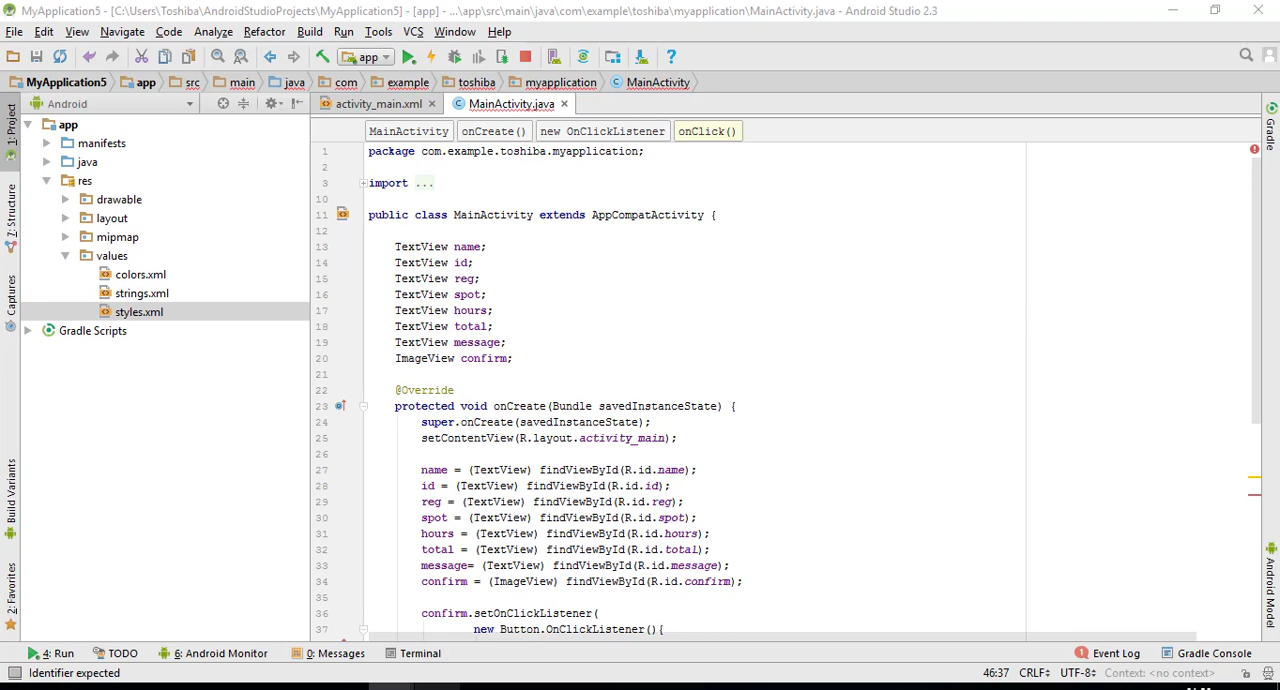 MyApplication5 - [C:\Users\Toshiba\AndroidStudioProjects\MyApplication5] - [app] - ...\app\src\main\java\com\example\toshiba\myapplication\MainActivity.java - Android Studio 2.3
File Edit View Navigate Code Analyze Refactor Build Run Tools VCS Window Help
app
MyApplication5 app src main java com example toshiba myapplication MainActivity
Android
activity_main.xml MainActivity.java
1: Project
7: Structure
Captures
Build Variants
2: Favorites
app
manifests
java
res
drawable
layout
mipmap
values
colors.xml
strings.xml
styles.xml
Gradle Scripts
MainActivity onCreate() new OnClickListener onClick()
1 package com.example.toshiba.myapplication;
2
3 import ...
10
11 public class MainActivity extends AppCompatActivity {
12
13 TextView name;
14 TextView id;
15 TextView reg;
16 TextView spot;
17 TextView hours;
18 TextView total;
19 TextView message;
20 ImageView confirm;
21
22 @Override
23 protected void onCreate(Bundle savedInstanceState) {
24 super.onCreate(savedInstanceState);
25 setContentView(R.layout.activity_main);
26
27 name = (TextView) findViewById(R.id.name);
28 id = (TextView) findViewById(R.id.id);
29 reg = (TextView) findViewById(R.id.reg);
30 spot = (TextView) findViewById(R.id.spot);
31 hours = (TextView) findViewById(R.id.hours);
32 total = (TextView) findViewById(R.id.total);
33 message= (TextView) findViewById(R.id.message);
34 confirm = (ImageView) findViewById(R.id.confirm);
35
36 confirm.setOnClickListener(
37 new Button.OnClickListener(){
Gradle
Android Model
4: Run TODO 6: Android Monitor 0: Messages Terminal 1 Event Log Gradle Console
Identifier expected 46:37 CRLF UTF-8 Context: <no context>